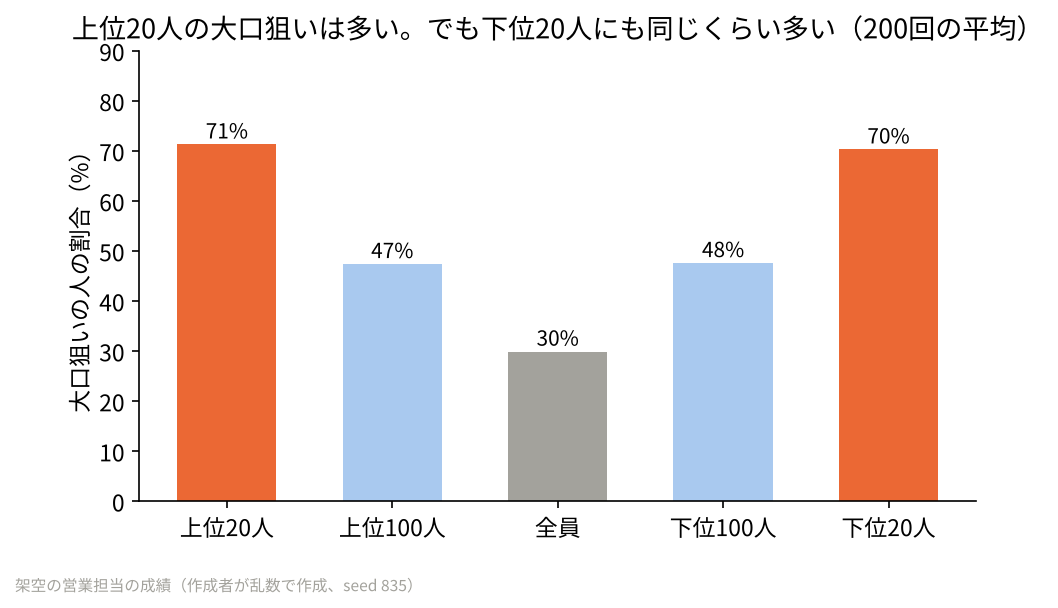 上位20人の大口狙いは多い。でも下位20人にも同じくらい多い（200回の平均）
大口狙いの人の割合（%）
90
80
70
60
50
40
30
20
10
0
71%
47%
30%
48%
70%
上位20人
上位100人
全員
下位100人
下位20人
架空の営業担当の成績（作成者が乱数で作成、seed 835）